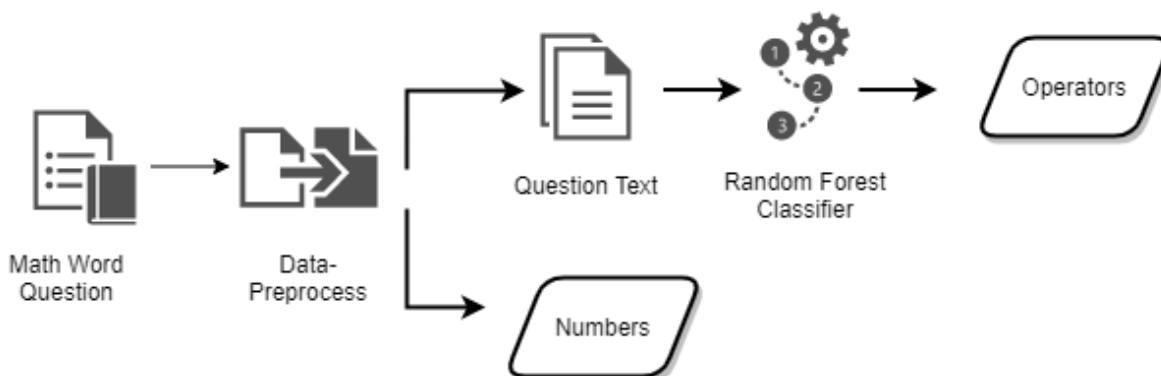 Math Word
Question
Data-
Preprocess
Question Text
1
2
3
Random Forest
Classifier
Operators
Numbers